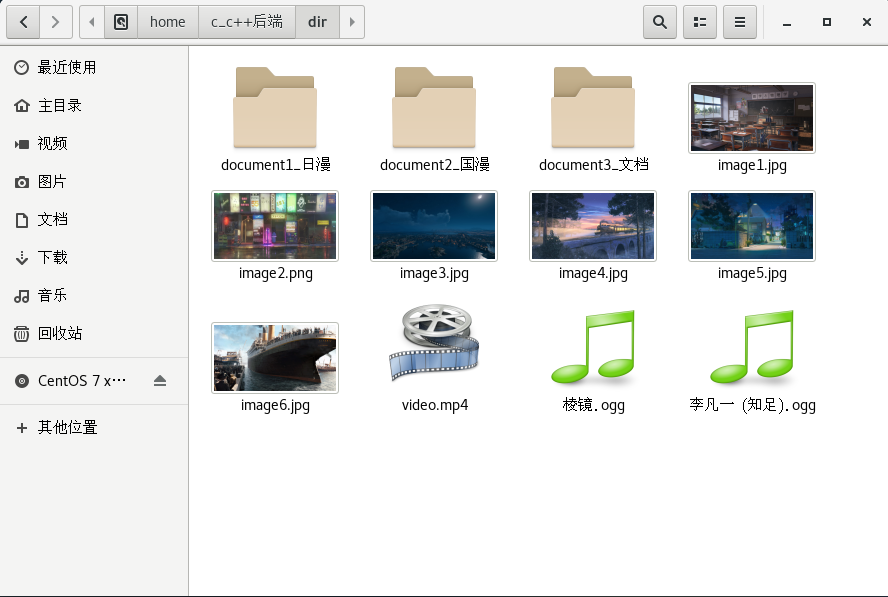 home
c_c++后端
dir
最近使用
主目录
视频
图片
文档
下载
音乐
回收站
CentOS 7 x…
其他位置
document1_日漫
document2_国漫
document3_文档
image1.jpg
image2.png
image3.jpg
image4.jpg
image5.jpg
image6.jpg
video.mp4
棱镜.ogg
李凡一 (知足).ogg